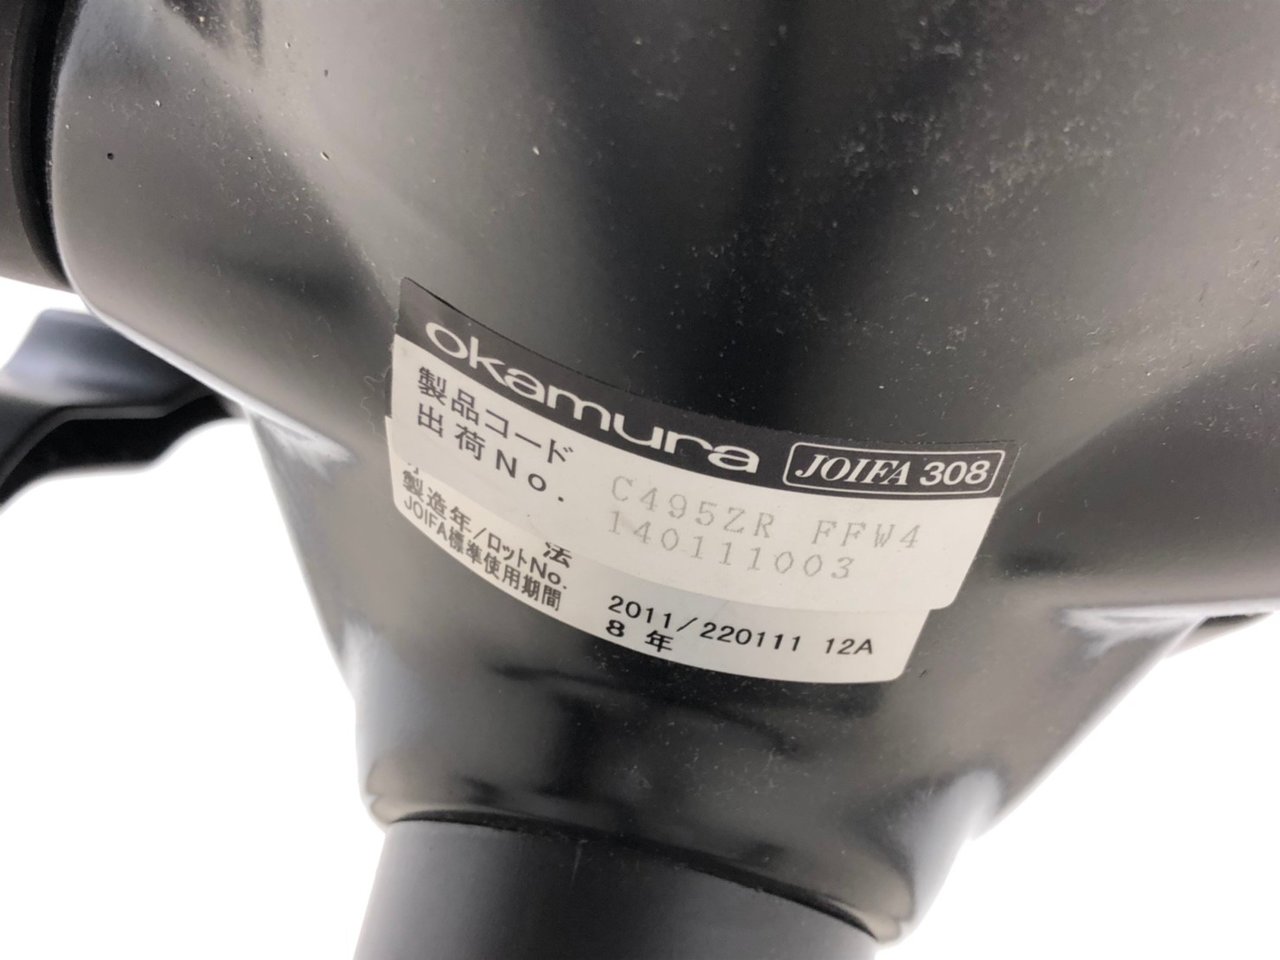 okamura JOIFA 308
製品コード C495ZR FFW4
出荷No. 140111003
法
製造年/ロットNo. 2011/220111 12A
JOIFA標準使用期間 8年